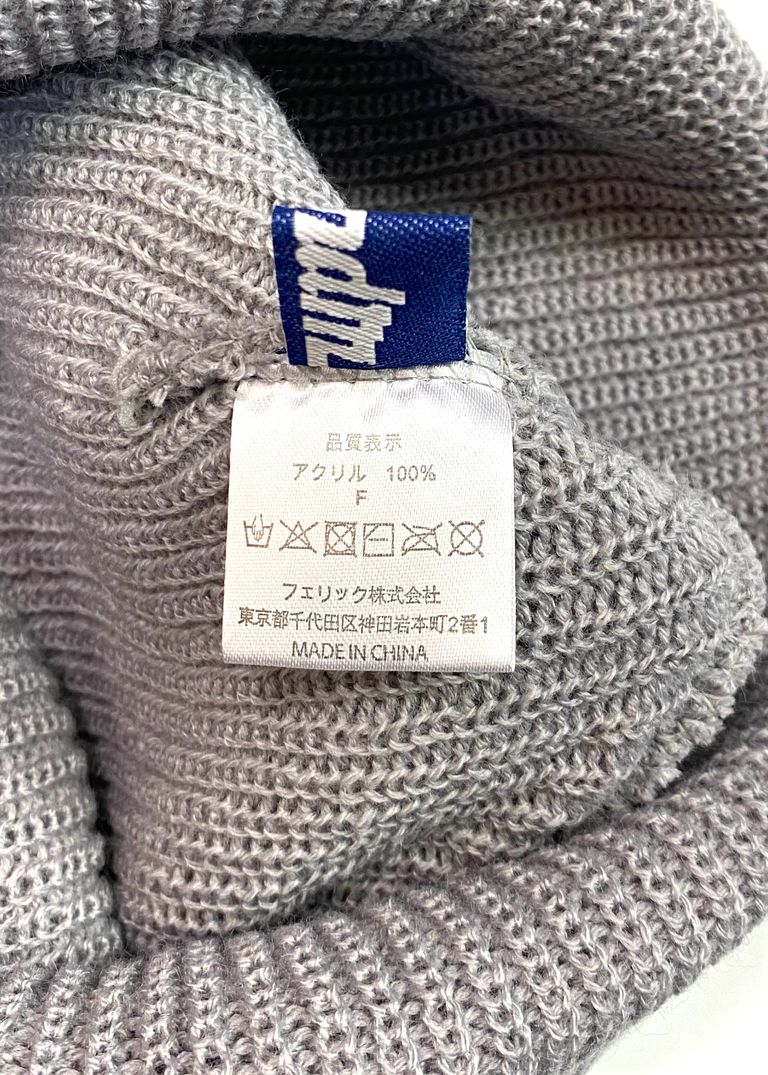 品質表示
アクリル 100%
F
フェリック株式会社
東京都千代田区神田岩本町2番1
MADE IN CHINA